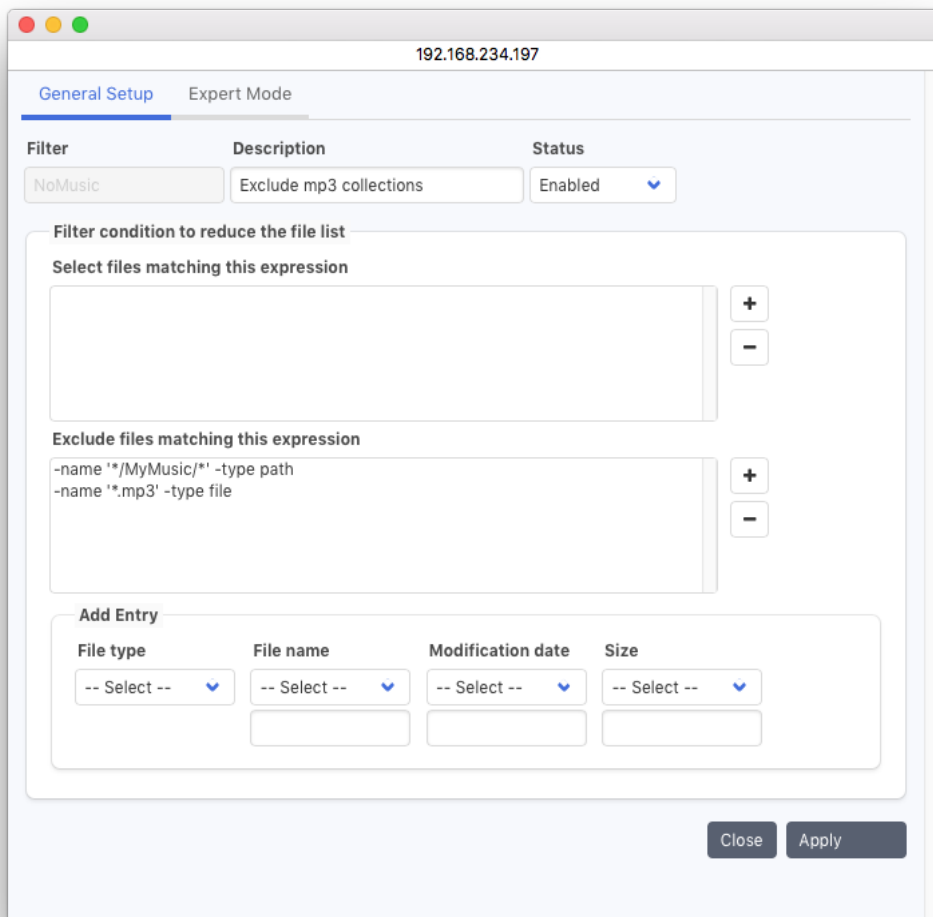 192.168.234.197
General Setup Expert Mode
Filter Description Status
NoMusic Exclude mp3 collections Enabled
Filter condition to reduce the file list
Select files matching this expression
+
−
Exclude files matching this expression
-name '*/MyMusic/*' -type path
-name '*.mp3' -type file
+
−
Add Entry
File type File name Modification date Size
-- Select -- -- Select -- -- Select -- -- Select --
Close Apply